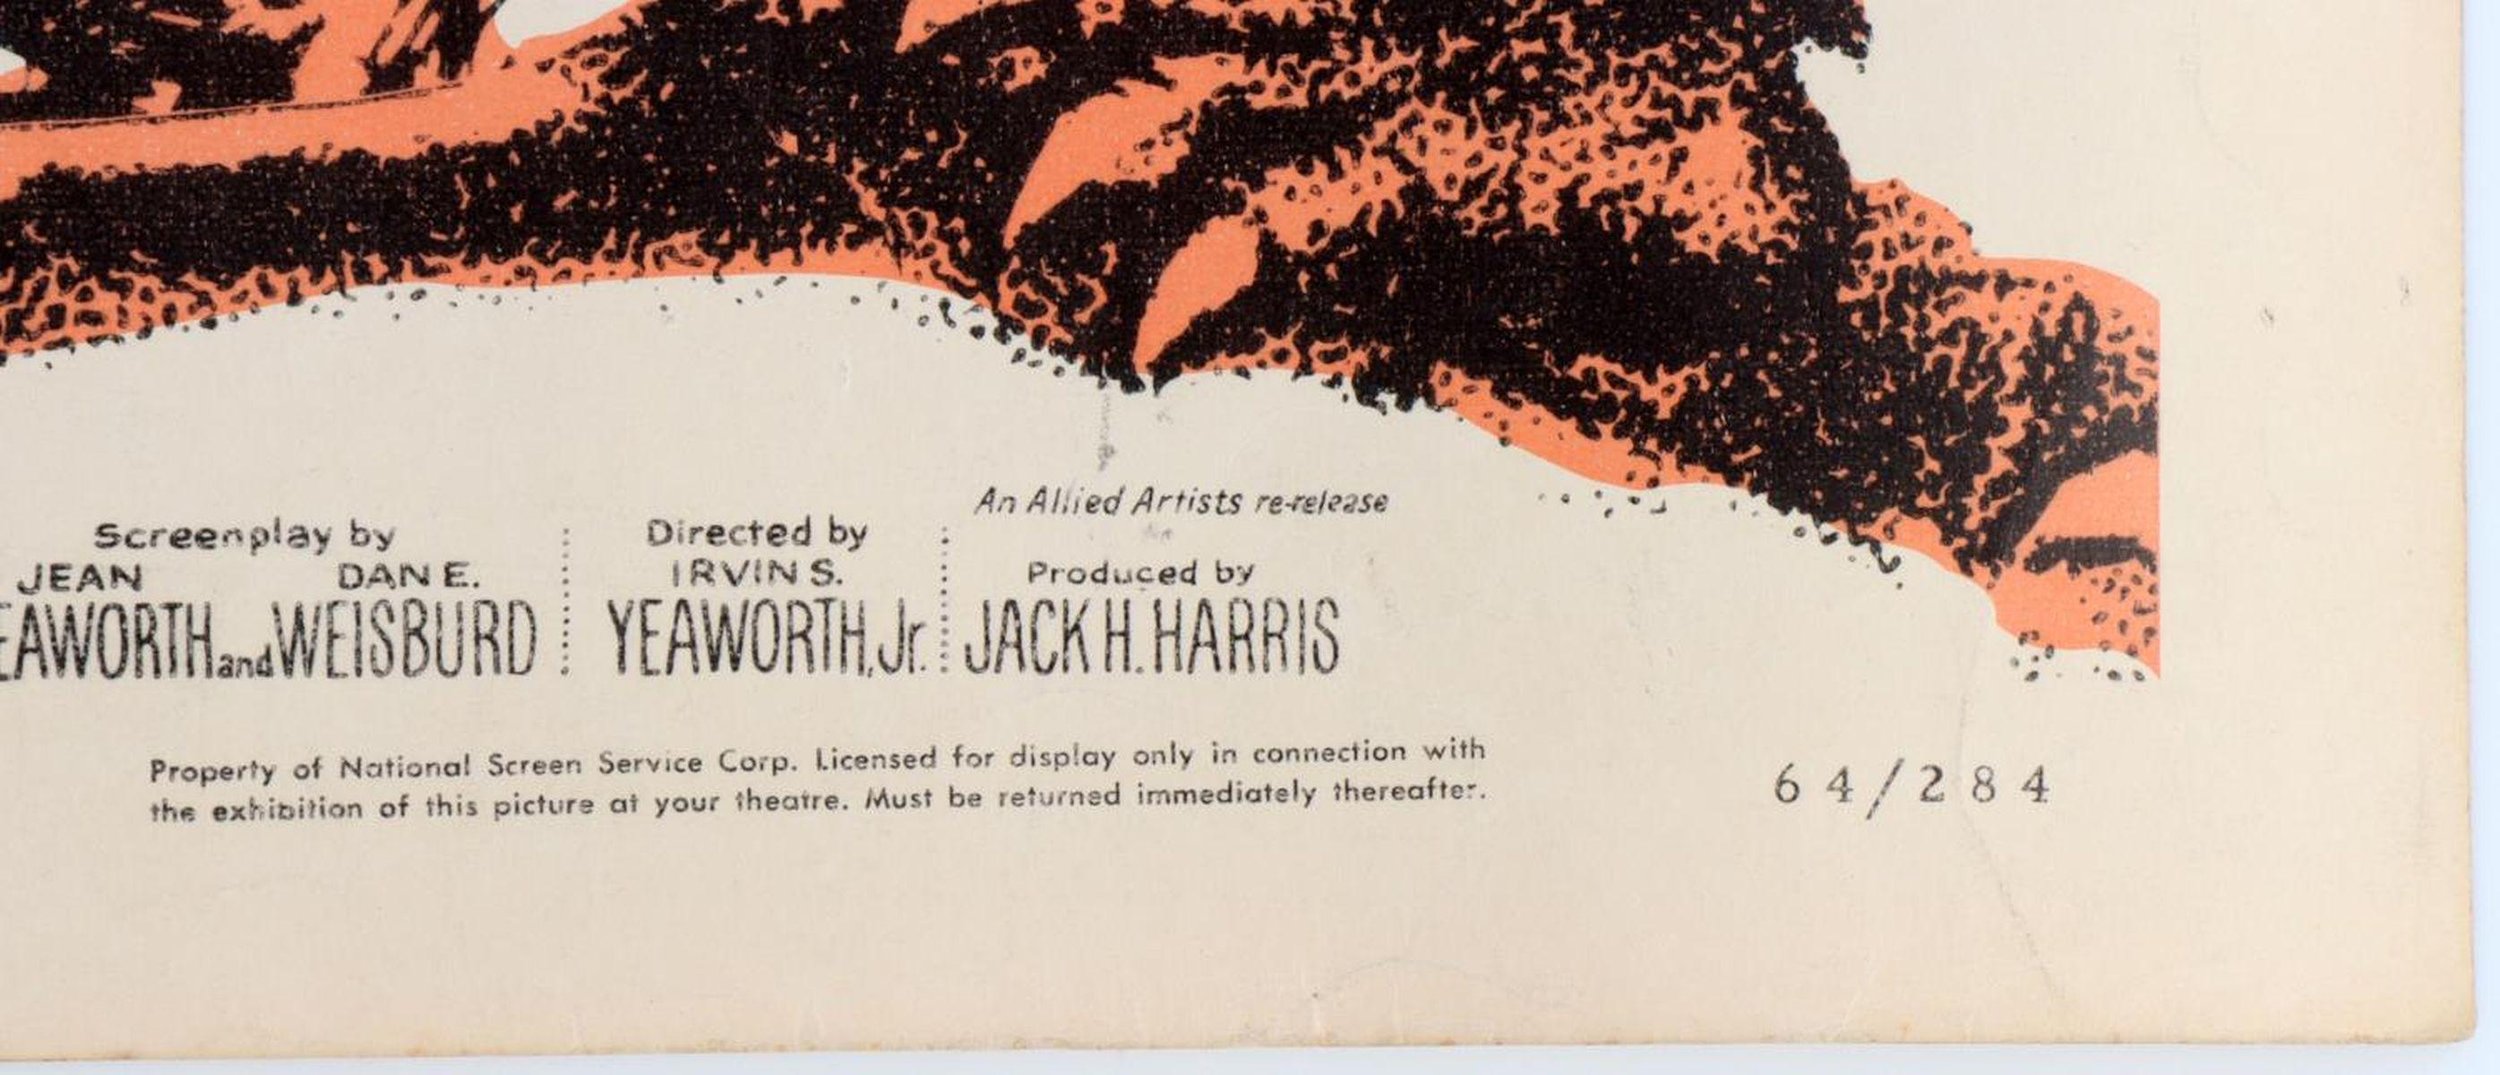 An Allied Artists re-release
Screenplay by
JEAN DAN E.
EAWORTH and WEISBURD
Directed by
IRVIN S.
YEAWORTH, Jr.
Produced by
JACK H. HARRIS
Property of National Screen Service Corp. Licensed for display only in connection with
the exhibition of this picture at your theatre. Must be returned immediately thereafter.
64/284